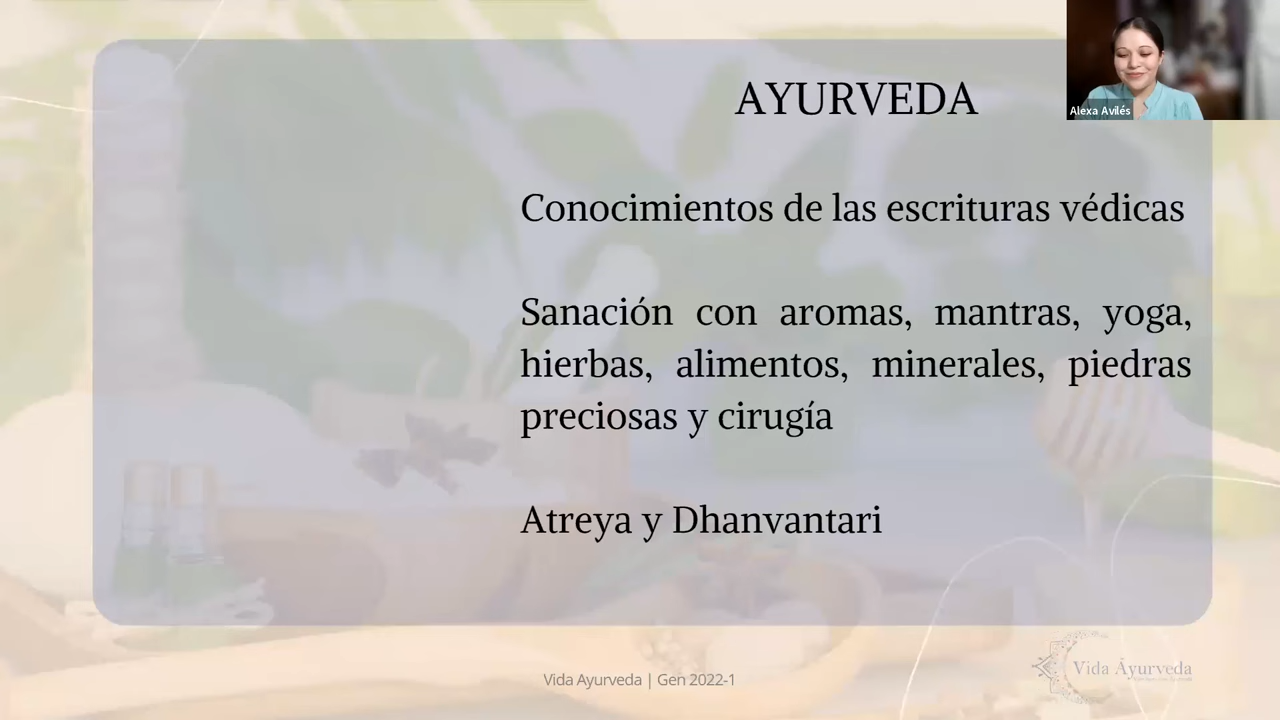 AYURVEDA
Alexa Avilés
Conocimientos de las escrituras védicas
Sanación con aromas, mantras, yoga,
hierbas, alimentos, minerales, piedras
preciosas y cirugía
Atreya y Dhanvantari
Vida Ayurveda | Gen 2022-1
Vida Áyurveda